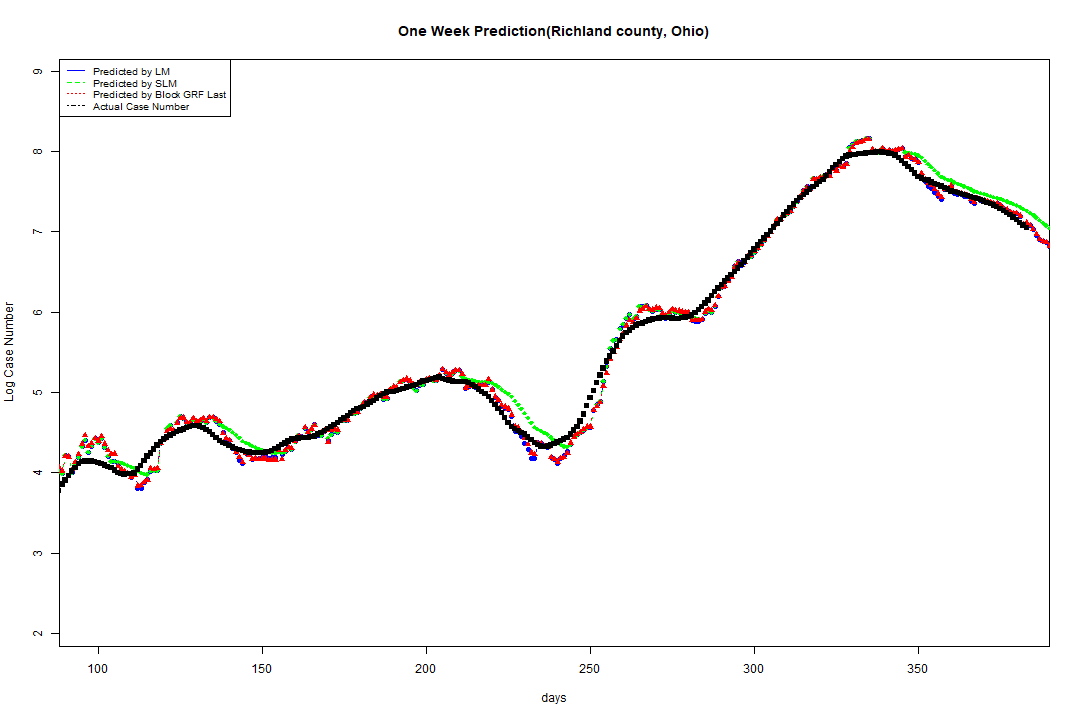 One Week Prediction(Richland county, Ohio)
Predicted by LM
Predicted by SLM
Predicted by Block GRF Last
Actual Case Number
9
8
7
6
5
4
3
2
Log Case Number
100 150 200 250 300 350
days